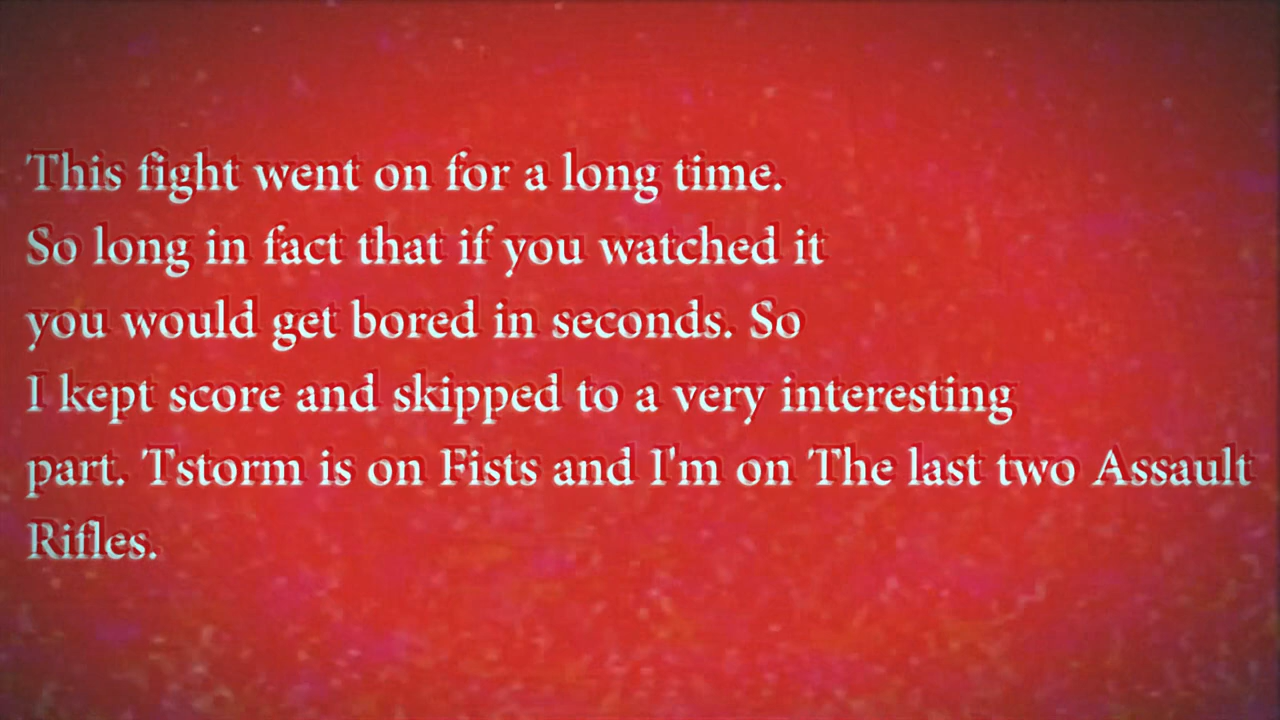 This fight went on for a long time.
So long in fact that if you watched it
you would get bored in seconds. So
I kept score and skipped to a very interesting
part. Tstorm is on Fists and I'm on The last two Assault
Rifles.